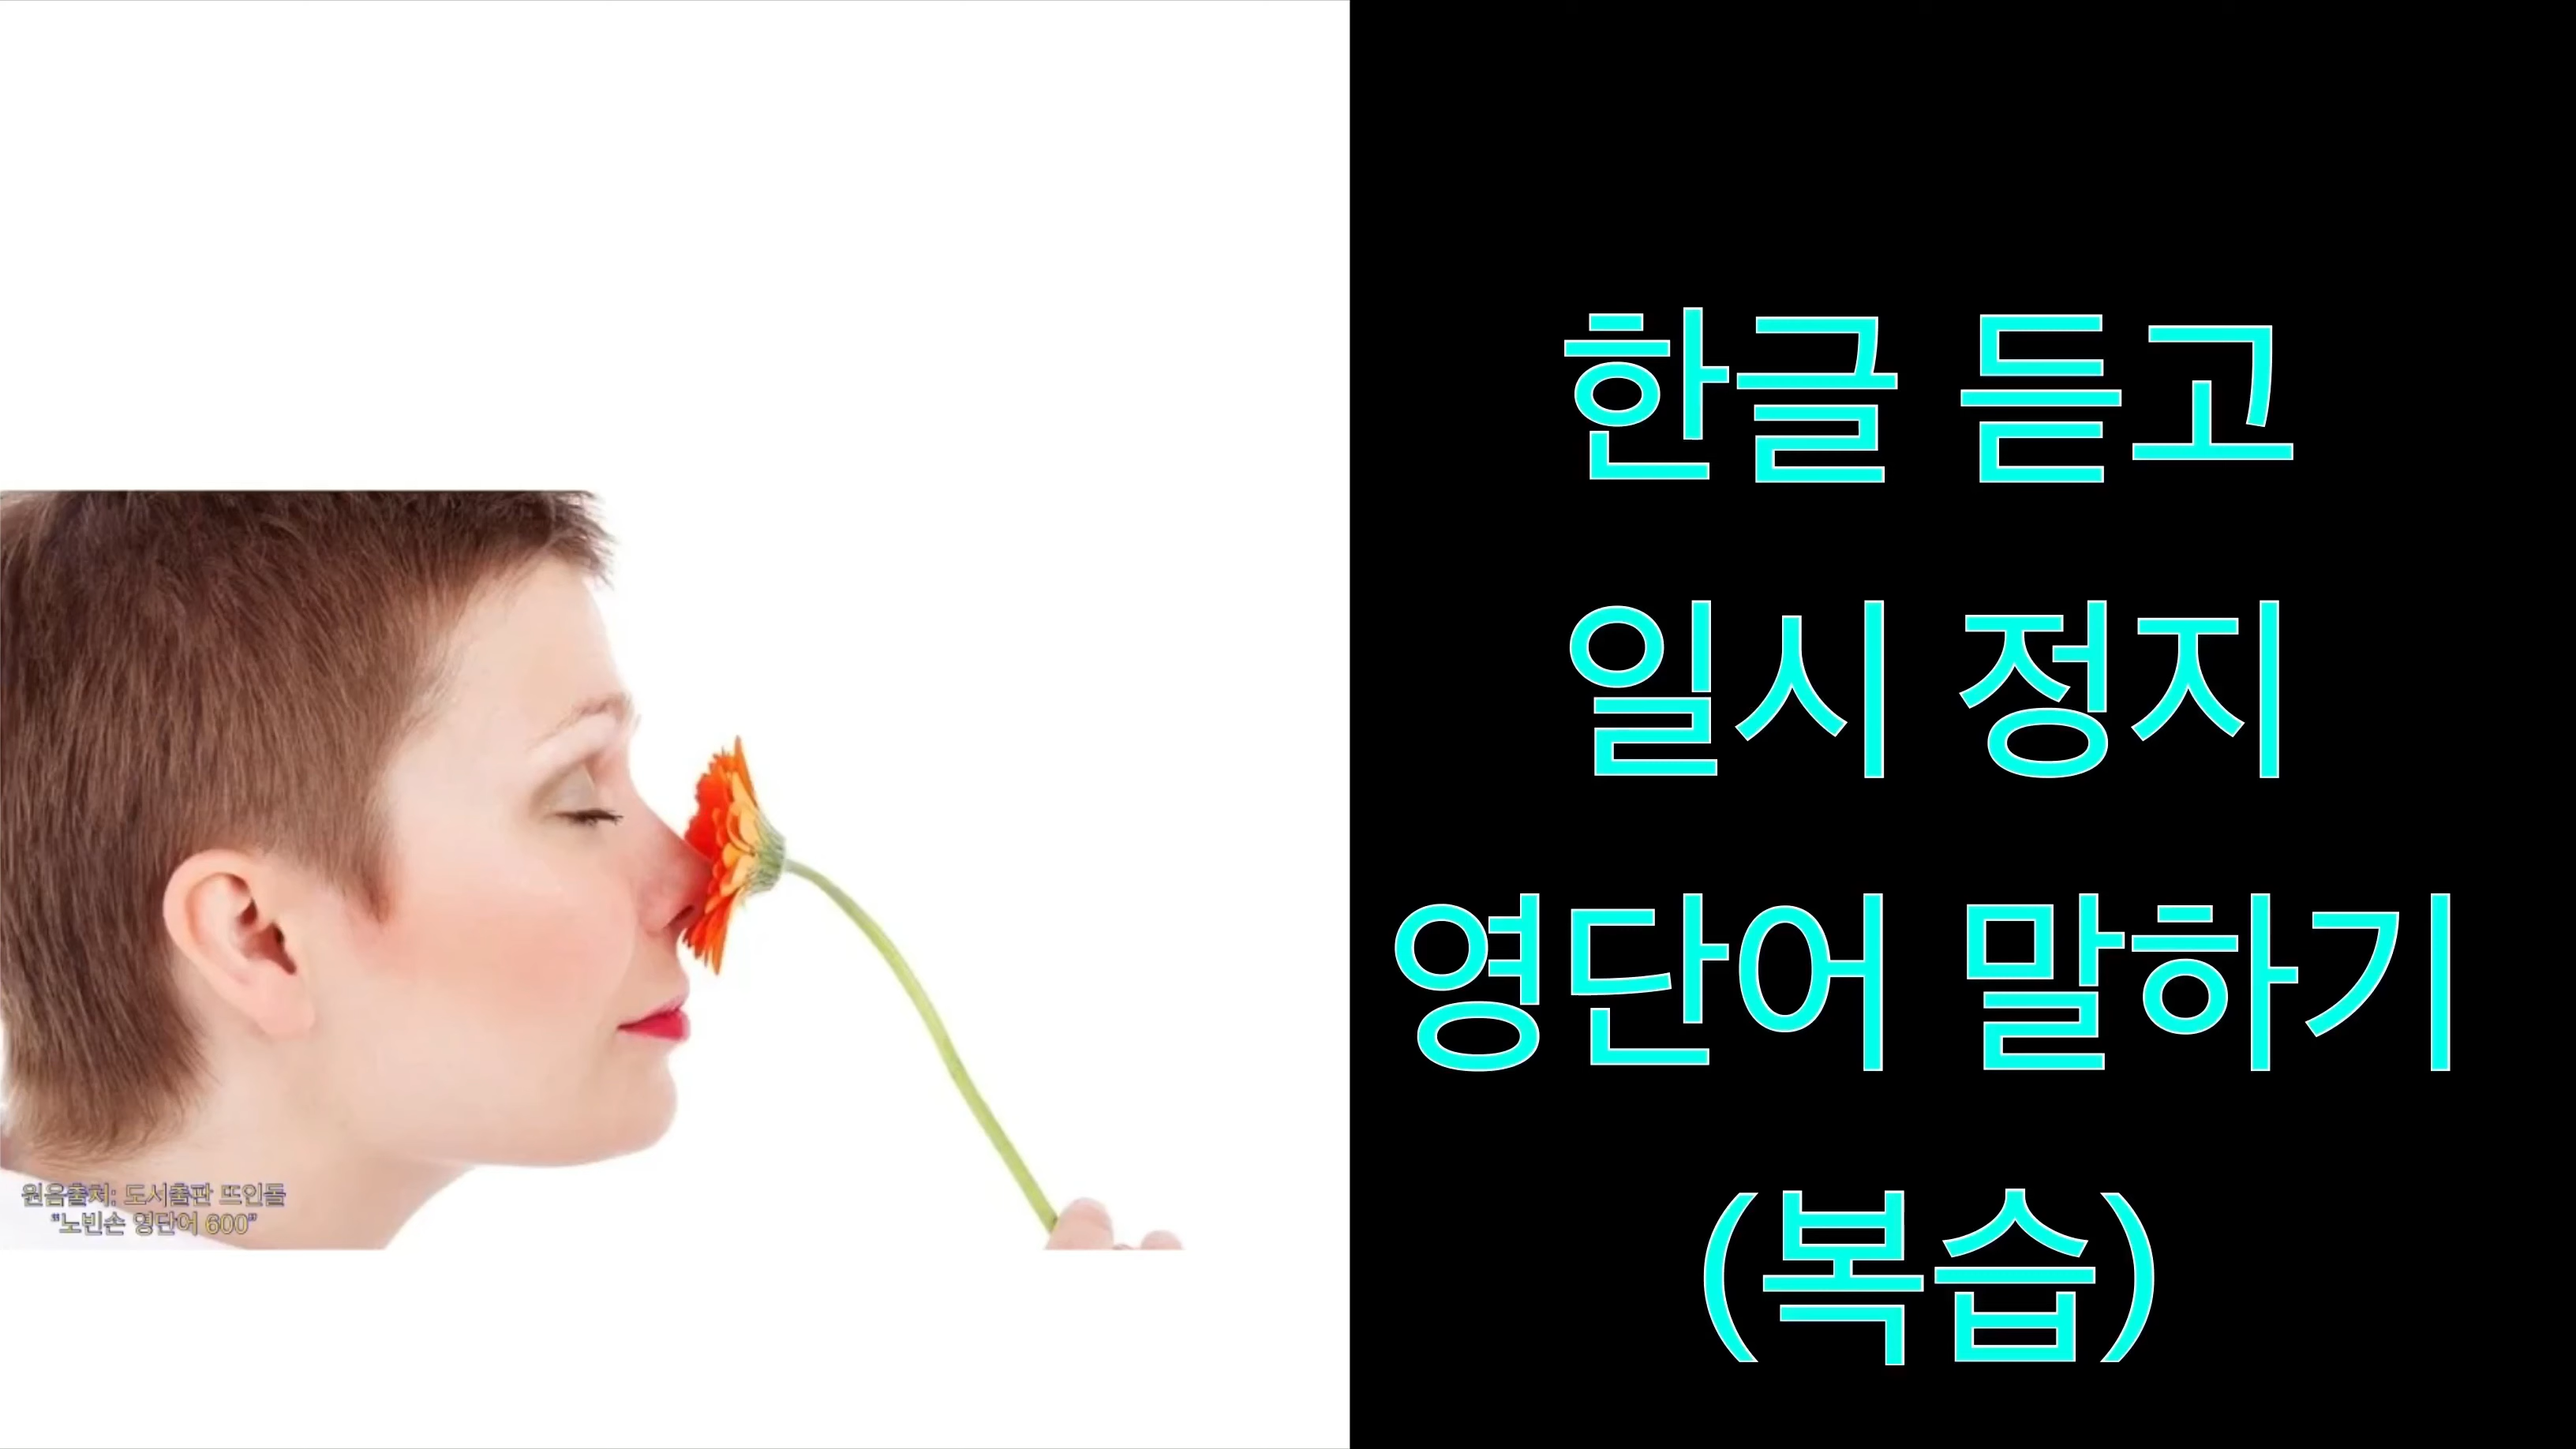 한글 듣고
일시 정지
영단어 말하기
(복습)
원음출처: 도서출판 뜨인돌
"노빈손 영단어 600"